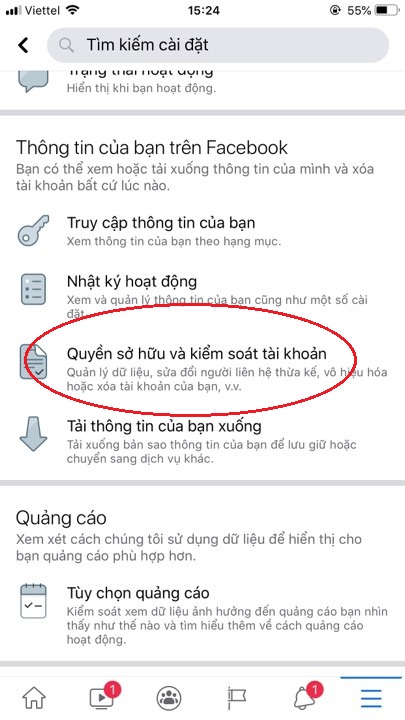 Viettel
15:24
55%
Tìm kiếm cài đặt
Trạng thái hoạt động
Hiển thị khi bạn hoạt động.
Thông tin của bạn trên Facebook
Bạn có thể xem hoặc tải xuống thông tin của mình và xóa
tài khoản bất cứ lúc nào.
Truy cập thông tin của bạn
Xem thông tin của bạn theo hạng mục.
Nhật ký hoạt động
Xem và quản lý thông tin của bạn cũng như một số cài
đặt.
Quyền sở hữu và kiểm soát tài khoản
Quản lý dữ liệu, sửa đổi người liên hệ thừa kế, vô hiệu hóa
hoặc xóa tài khoản của bạn, v.v.
Tải thông tin của bạn xuống
Tải xuống bản sao thông tin của bạn để lưu giữ hoặc
chuyển sang dịch vụ khác.
Quảng cáo
Xem xét cách chúng tôi sử dụng dữ liệu để hiển thị cho
bạn quảng cáo phù hợp hơn.
Tùy chọn quảng cáo
Kiểm soát xem dữ liệu ảnh hưởng đến quảng cáo bạn nhìn
thấy như thế nào và tìm hiểu thêm về cách quảng cáo
hoạt động.
1
1